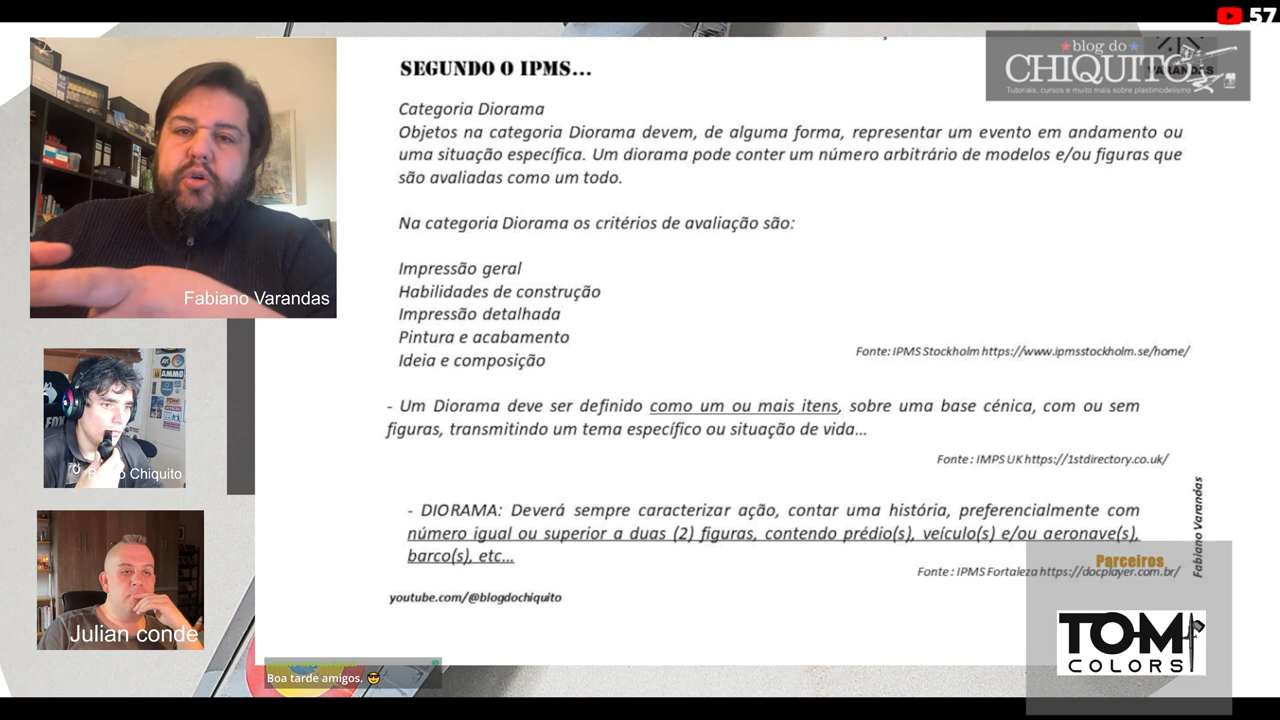 57
blog do
CHIQUITO
VARANDAS
Tutoriais, cursos e muito mais sobre plastimodelismo
SEGUNDO O IPMS...
Categoria Diorama
Objetos na categoria Diorama devem, de alguma forma, representar um evento em andamento ou
uma situação específica. Um diorama pode conter um número arbitrário de modelos e/ou figuras que
são avaliadas como um todo.
Na categoria Diorama os critérios de avaliação são:
Impressão geral
Habilidades de construção
Impressão detalhada
Pintura e acabamento
Ideia e composição
Fonte: IPMS Stockholm https://www.ipmsstockholm.se/home/
- Um Diorama deve ser definido como um ou mais itens, sobre uma base cénica, com ou sem
figuras, transmitindo um tema específico ou situação de vida...
Fonte : IMPS UK https://1stdirectory.co.uk/
- DIORAMA: Deverá sempre caracterizar ação, contar uma história, preferencialmente com
número igual ou superior a duas (2) figuras, contendo prédio(s), veículo(s) e/ou aeronave(s),
barco(s), etc...
Fonte : IPMS Fortaleza https://docplayer.com.br/
youtube.com/@blogdochiquito
Fabiano Varandas
Fabiano Varandas
AMMO
FOX
Chiquito
Julian conde
Boa tarde amigos. 😎
Parceiros
TOM
COLORS